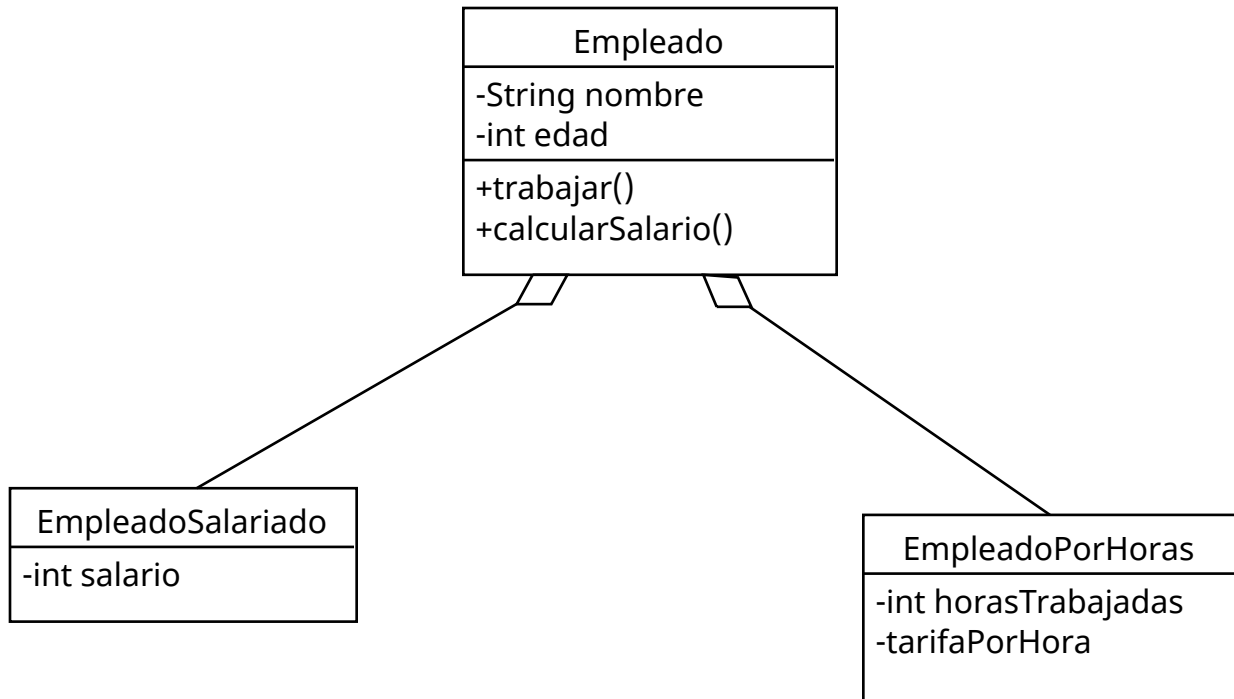 Empleado
-String nombre
-int edad
+trabajar()
+calcularSalario()
EmpleadoSalariado
-int salario
EmpleadoPorHoras
-int horasTrabajadas
-tarifaPorHora